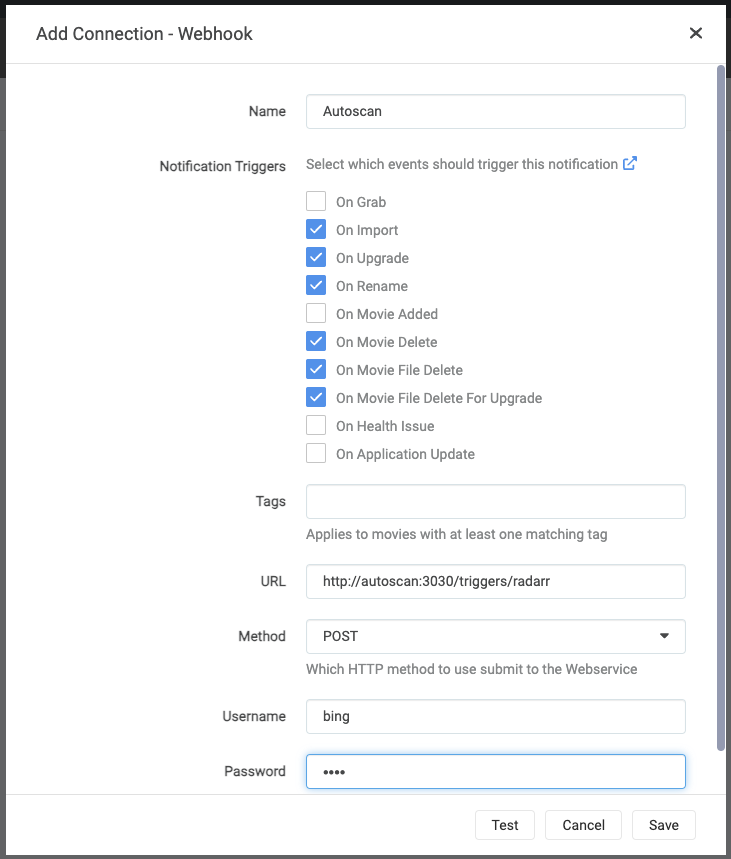 Add Connection - Webhook
Name
Autoscan
Notification Triggers
Select which events should trigger this notification
On Grab
On Import
On Upgrade
On Rename
On Movie Added
On Movie Delete
On Movie File Delete
On Movie File Delete For Upgrade
On Health Issue
On Application Update
Tags
Applies to movies with at least one matching tag
URL
http://autoscan:3030/triggers/radarr
Method
POST
Which HTTP method to use submit to the Webservice
Username
bing
Password
••••
Test
Cancel
Save